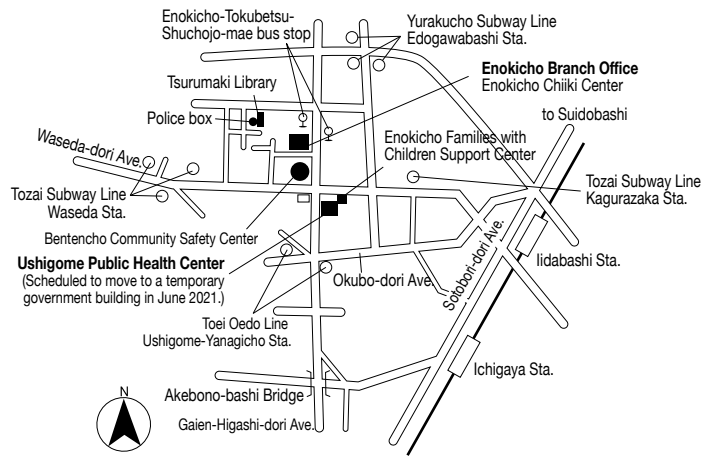 Enokicho-Tokubetsu-
Shuchojo-mae bus stop
Yurakucho Subway Line
Edogawabashi Sta.
Tsurumaki Library
Enokicho Branch Office
Enokicho Chiiki Center
Police box
to Suidobashi
Enokicho Families with
Children Support Center
Waseda-dori Ave.
Tozai Subway Line
Waseda Sta.
Tozai Subway Line
Kagurazaka Sta.
Bentencho Community Safety Center
Ushigome Public Health Center
(Scheduled to move to a temporary
government building in June 2021.)
Okubo-dori Ave.
Sotobori-dori Ave.
Iidabashi Sta.
Toei Oedo Line
Ushigome-Yanagicho Sta.
Ichigaya Sta.
Akebono-bashi Bridge
Gaien-Higashi-dori Ave.
N